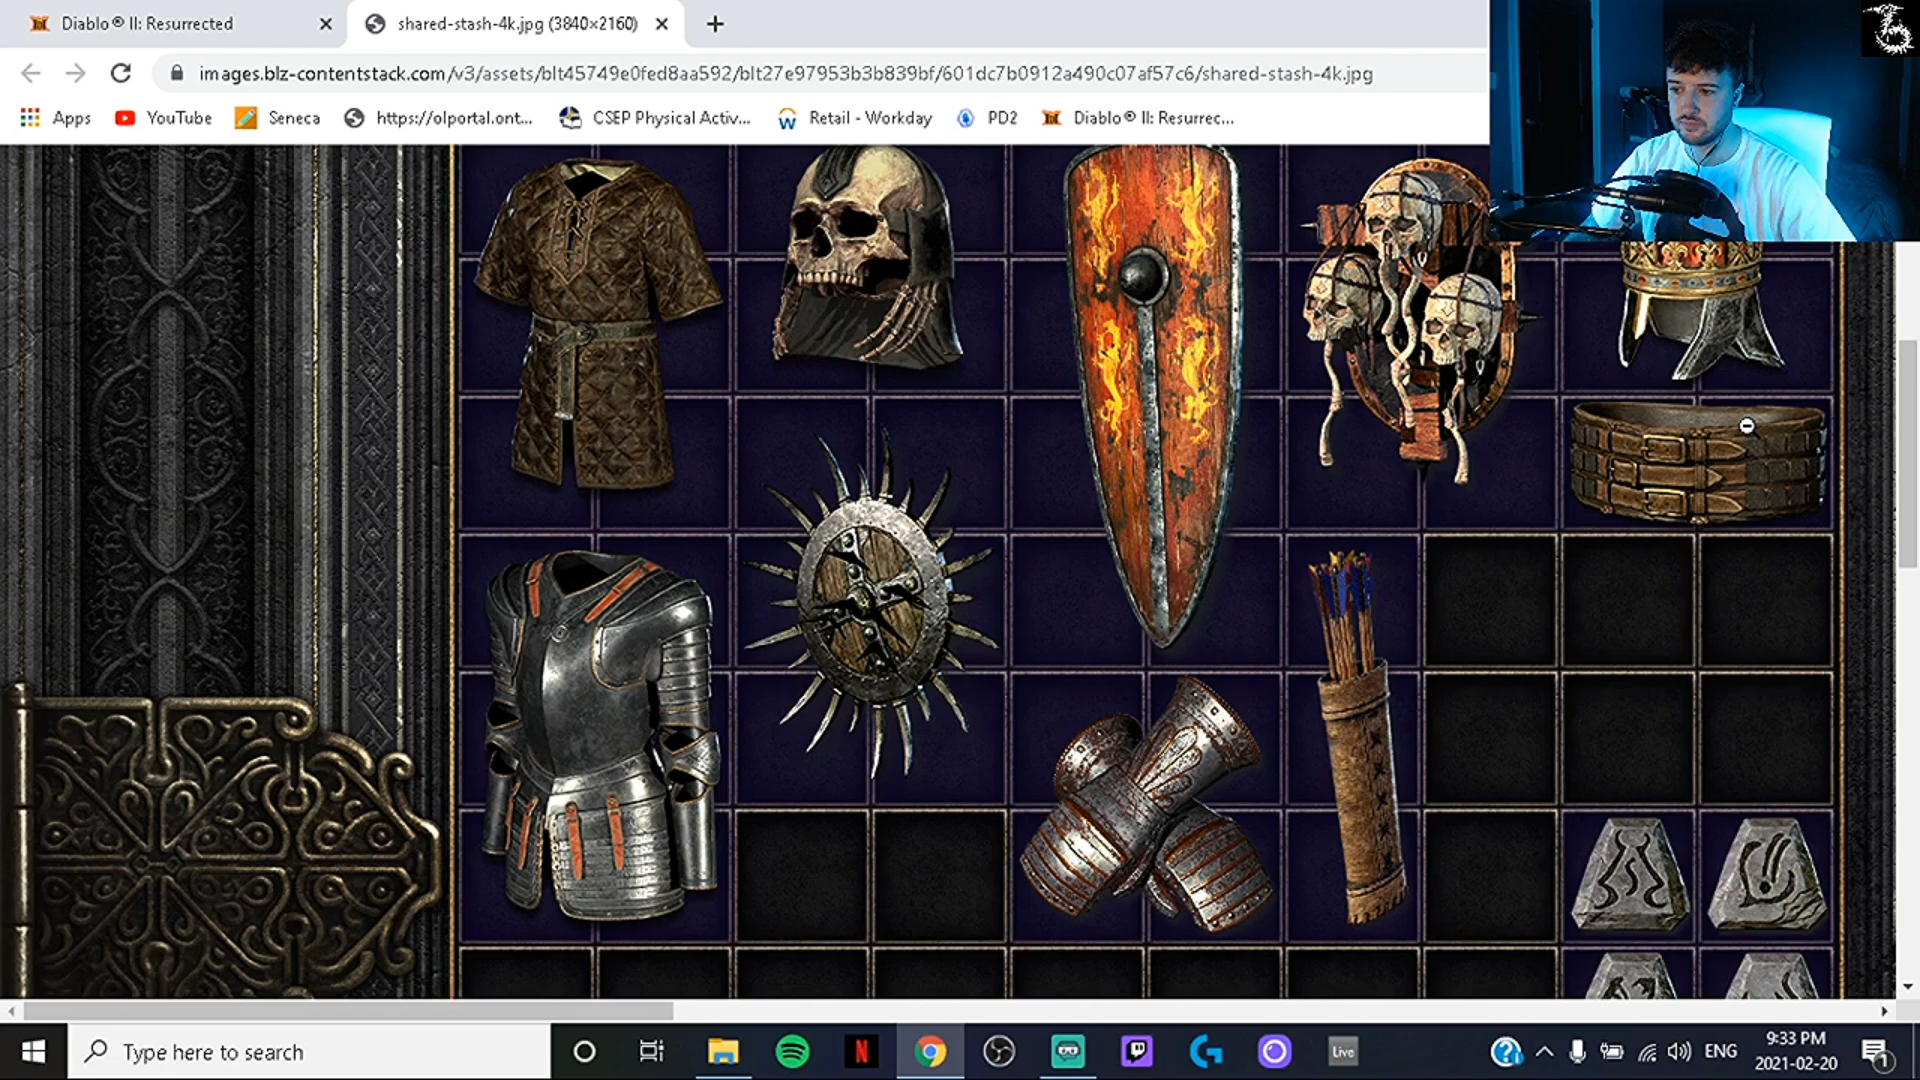 Diablo® II: Resurrected
shared-stash-4k.jpg (3840×2160)
images.blz-contentstack.com/v3/assets/blt45749e0fed8aa592/blt27e97953b3b839bf/601dc7b0912a490c07af57c6/shared-stash-4k.jpg
Apps
YouTube
Seneca
https://olportal.ont...
CSEP Physical Activ...
Retail - Workday
PD2
Diablo® II: Resurrec...
Type here to search
N
Live
ENG
9:33 PM
2021-02-20
1